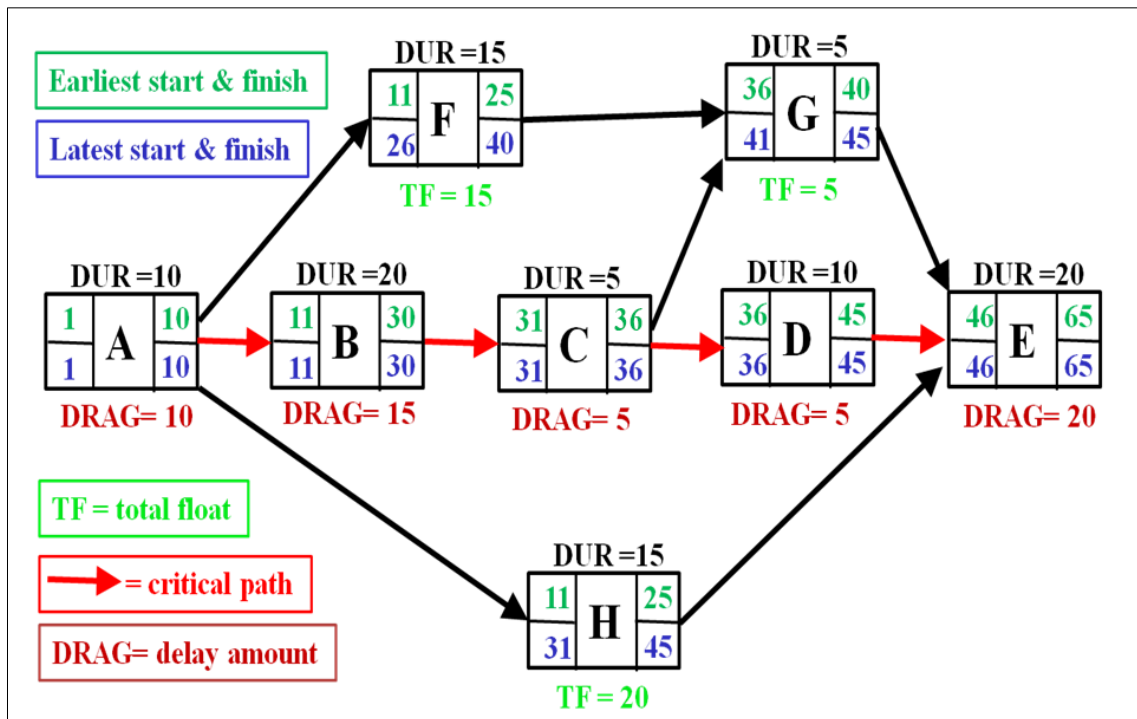 Earliest start & finish
Latest start & finish
DUR =15
11 F 25
26 40
TF = 15
DUR =5
36 G 40
41 45
TF = 5
DUR =10
1 A 10
1 10
DRAG= 10
DUR =20
11 B 30
11 30
DRAG= 15
DUR =5
31 C 36
31 36
DRAG= 5
DUR =10
36 D 45
36 45
DRAG= 5
DUR =20
46 E 65
46 65
DRAG= 20
TF = total float
= critical path
DRAG= delay amount
DUR =15
11 H 25
31 45
TF = 20